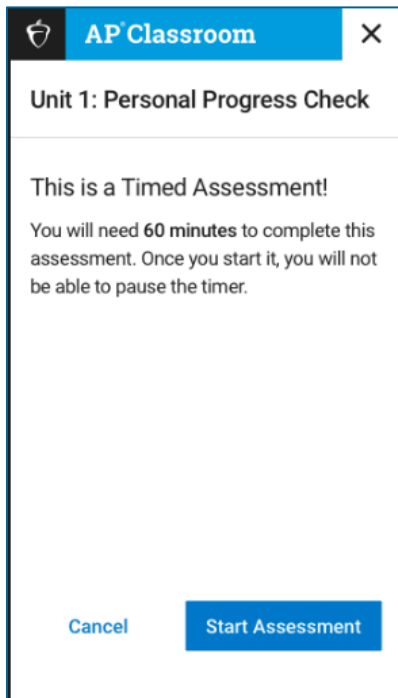 AP® Classroom
Unit 1: Personal Progress Check
This is a Timed Assessment!
You will need 60 minutes to complete this
assessment. Once you start it, you will not
be able to pause the timer.
Cancel Start Assessment